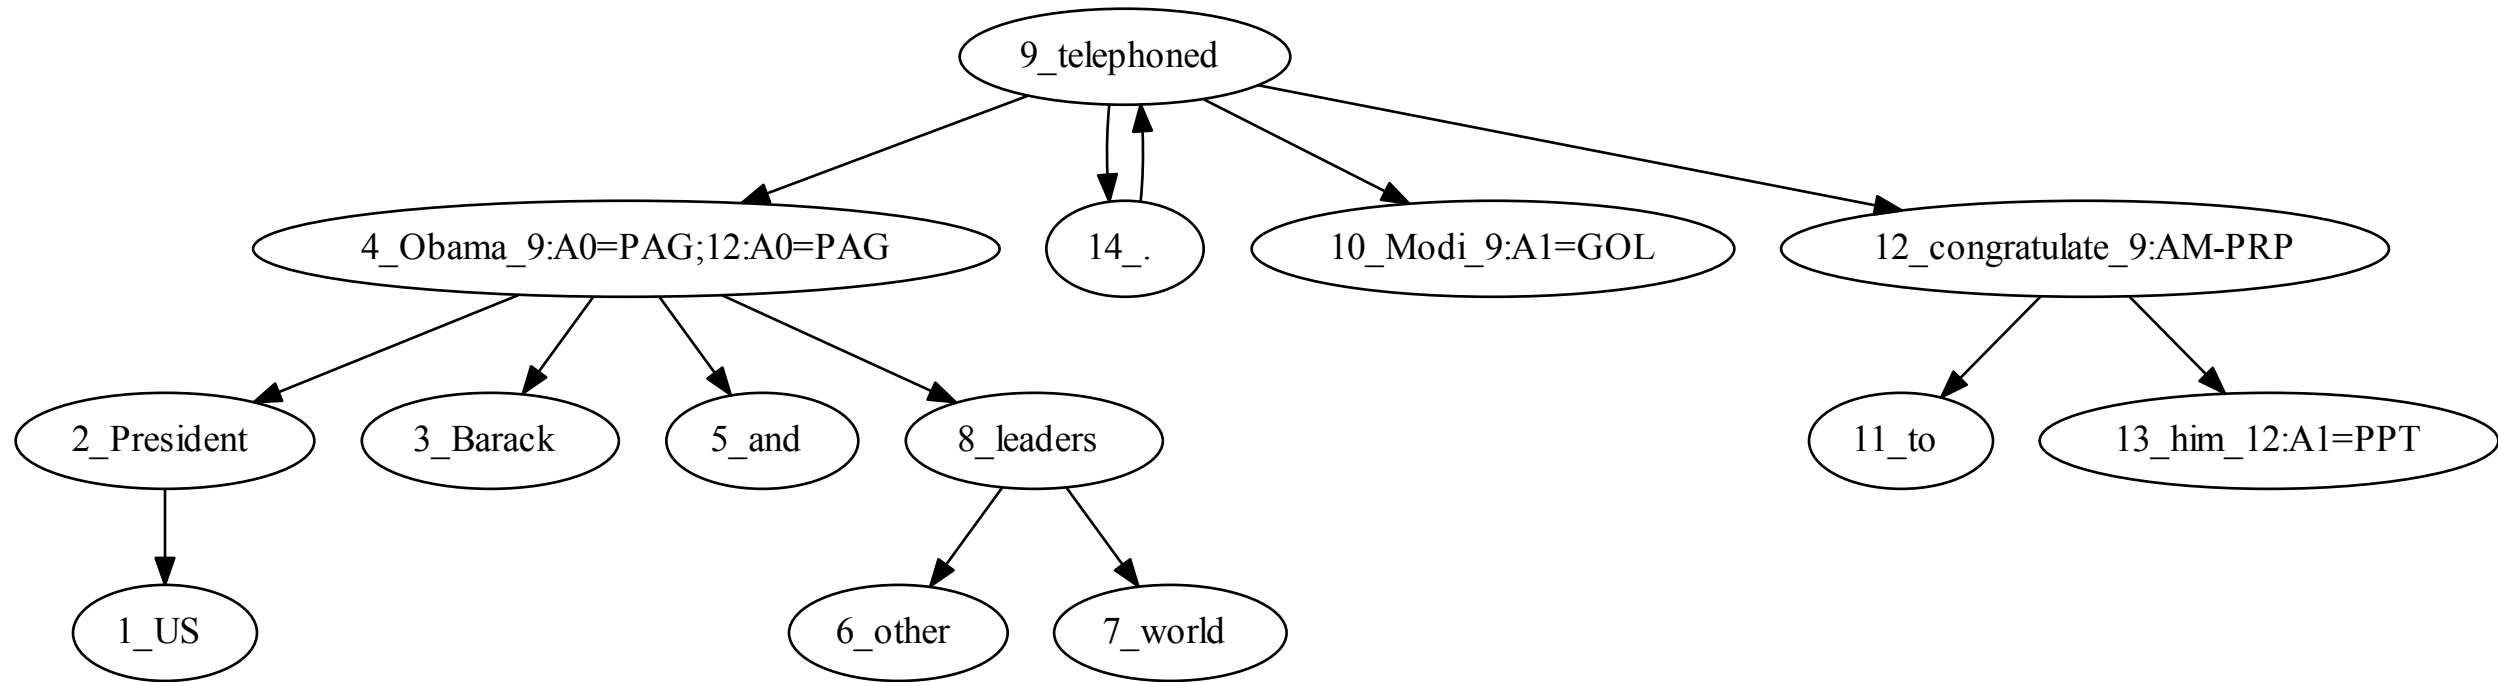 9_telephoned
4_Obama_9:A0=PAG;12:A0=PAG
14_.
10_Modi_9:A1=GOL
12_congratulate_9:AM-PRP
2_President
3_Barack
5_and
8_leaders
11_to
13_him_12:A1=PPT
1_US
6_other
7_world